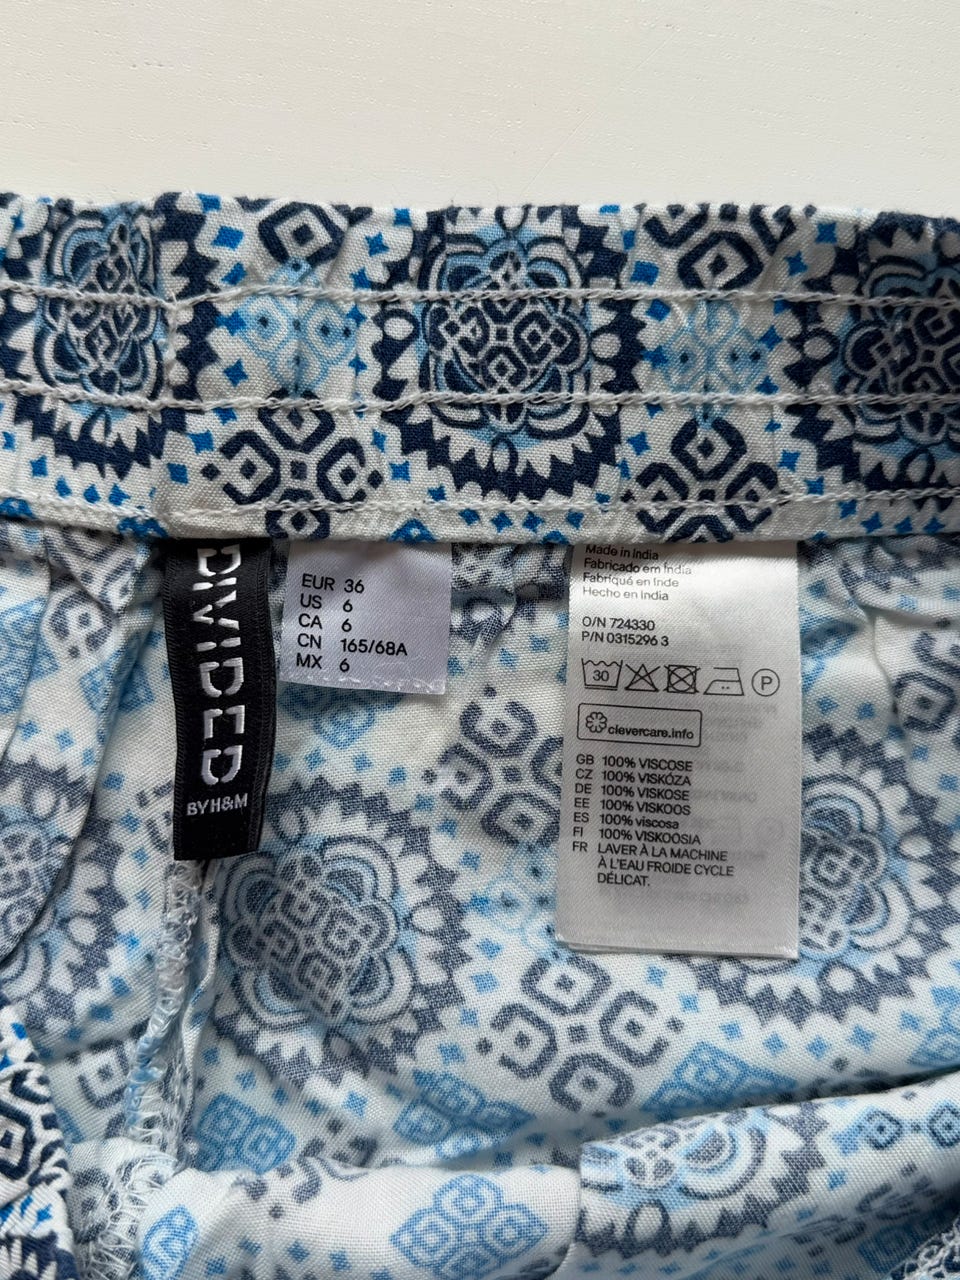 DIVIDED
BY H&M
EUR 36
US 6
CA 6
CN 165/68A
MX 6
Made in India
Fabricado em Índia
Fabriqué en Inde
Hecho en India
O/N 724330
P/N 0315296 3
30
P
clevercare.info
GB 100% VISCOSE
CZ 100% VISKÓZA
DE 100% VISKOSE
EE 100% VISKOOS
ES 100% viscosa
FI 100% VISKOOSIA
FR LAVER À LA MACHINE
À L'EAU FROIDE CYCLE
DÉLICAT.